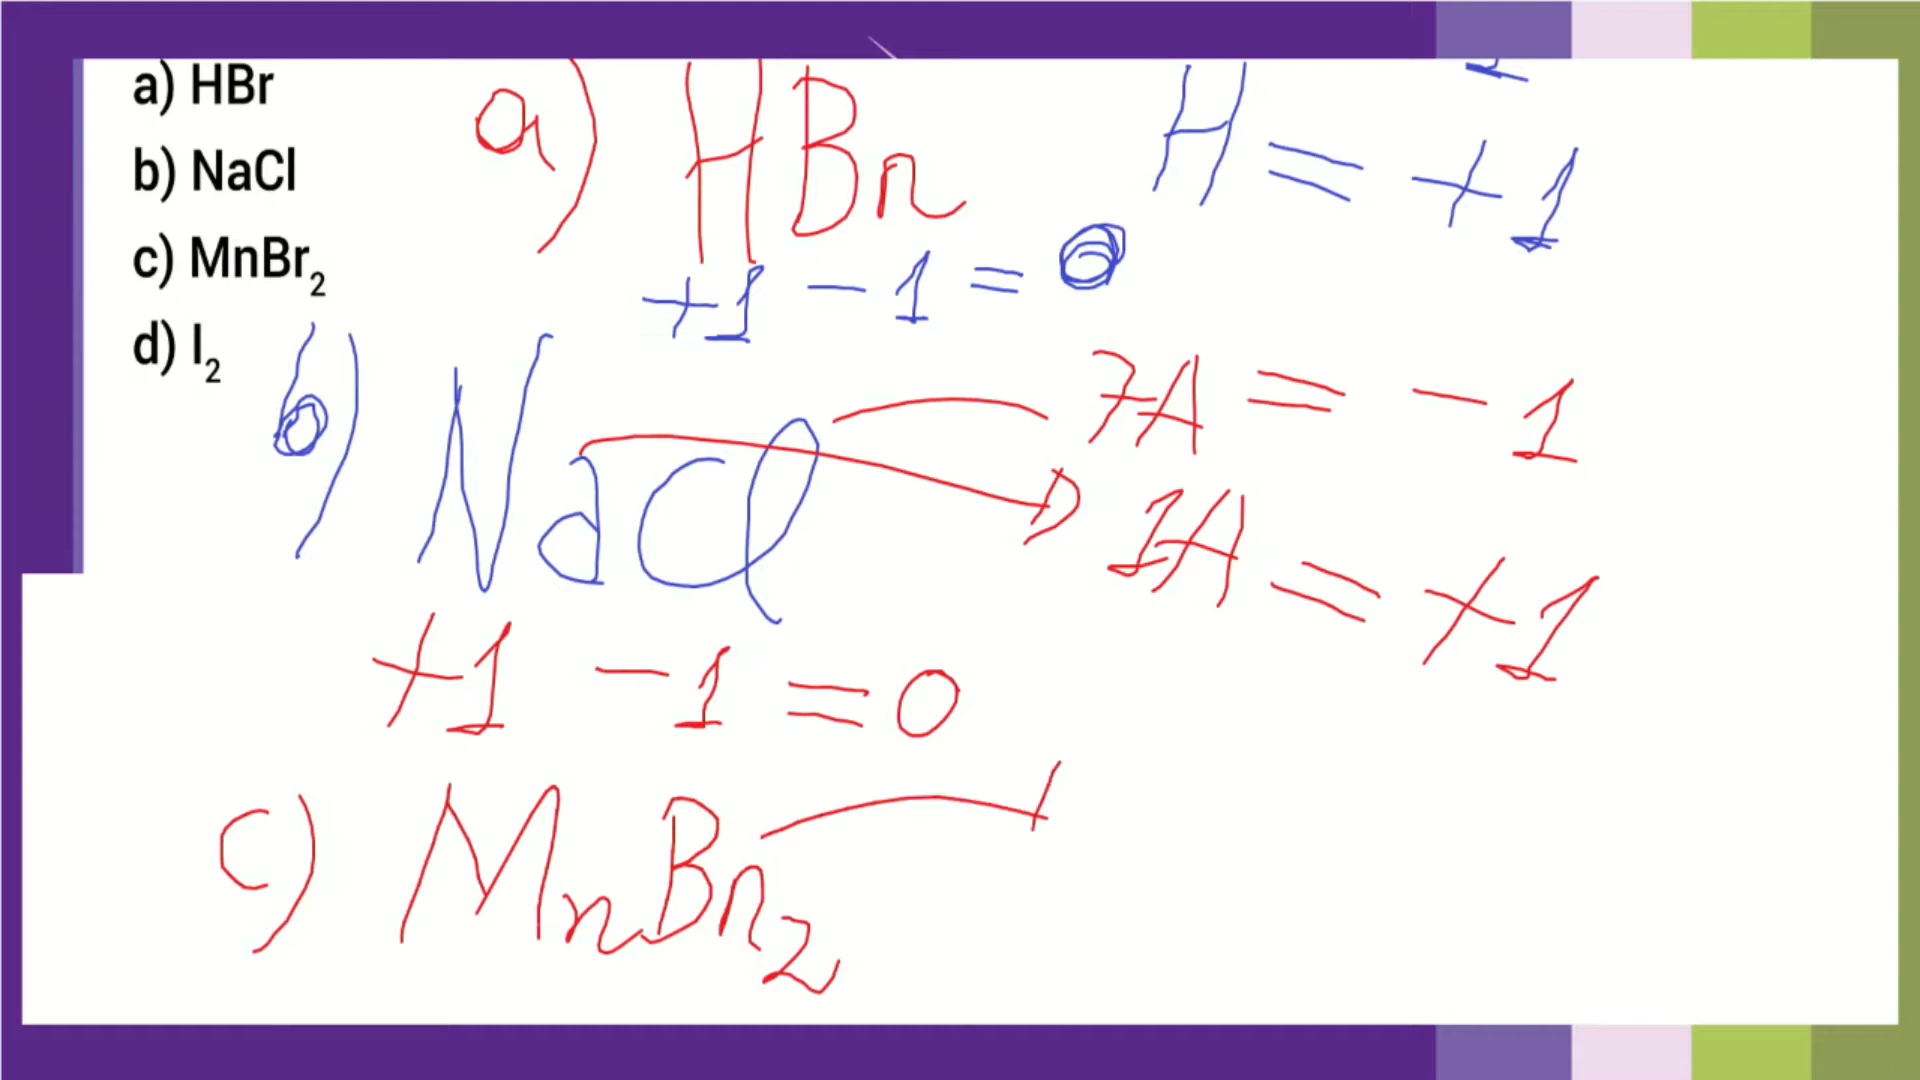 a) HBr
b) NaCl
c) MnBr₂
d) I₂
a) HBr
H = +1
+1 - 1 = 0
b) NaCl
7A = -1
1A = +1
+1 - 1 = 0
c) MnBr₂